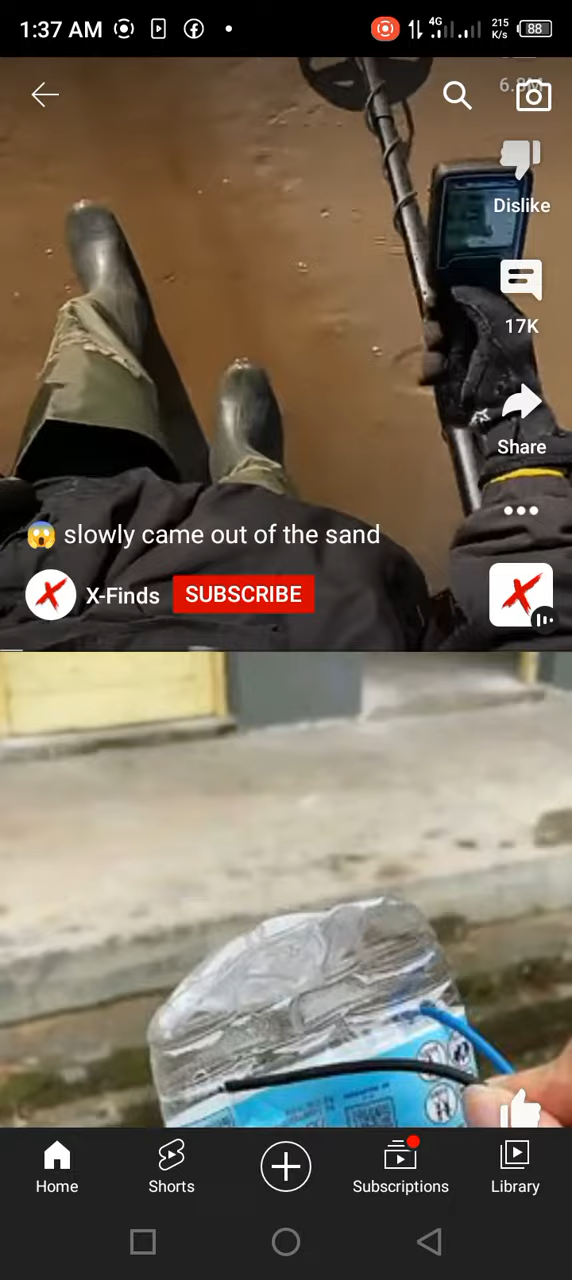 1:37 AM
4G
215
K/s
88
6.8M
Dislike
17K
Share
😱 slowly came out of the sand
X-Finds
SUBSCRIBE
Home
Shorts
Subscriptions
Library